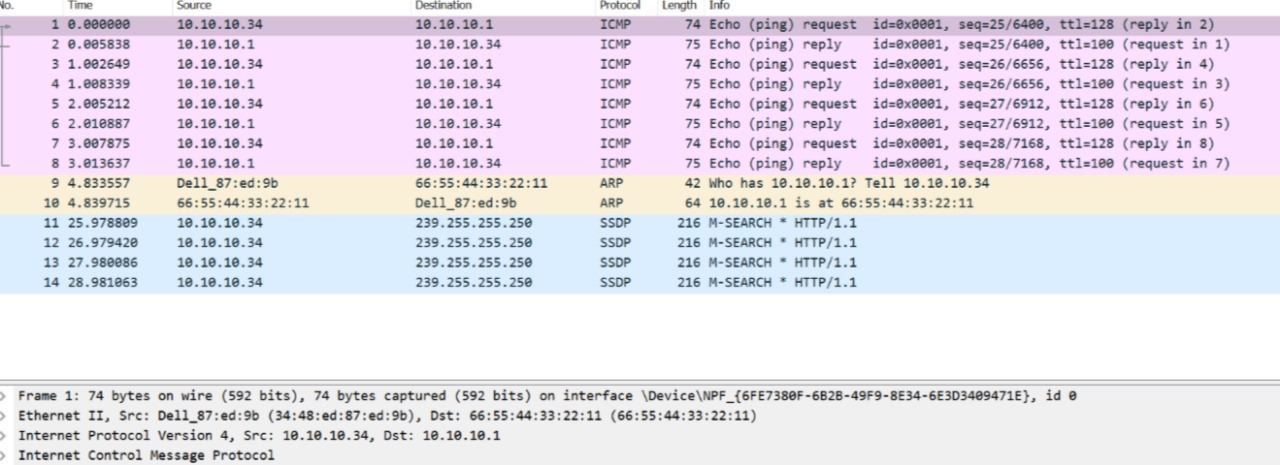 No. Time Source Destination Protocol Length Info
1 0.000000 10.10.10.34 10.10.10.1 ICMP 74 Echo (ping) request id=0x0001, seq=25/6400, ttl=128 (reply in 2)
2 0.005838 10.10.10.1 10.10.10.34 ICMP 75 Echo (ping) reply id=0x0001, seq=25/6400, ttl=100 (request in 1)
3 1.002649 10.10.10.34 10.10.10.1 ICMP 74 Echo (ping) request id=0x0001, seq=26/6656, ttl=128 (reply in 4)
4 1.008339 10.10.10.1 10.10.10.34 ICMP 75 Echo (ping) reply id=0x0001, seq=26/6656, ttl=100 (request in 3)
5 2.005212 10.10.10.34 10.10.10.1 ICMP 74 Echo (ping) request id=0x0001, seq=27/6912, ttl=128 (reply in 6)
6 2.010887 10.10.10.1 10.10.10.34 ICMP 75 Echo (ping) reply id=0x0001, seq=27/6912, ttl=100 (request in 5)
7 3.007875 10.10.10.34 10.10.10.1 ICMP 74 Echo (ping) request id=0x0001, seq=28/7168, ttl=128 (reply in 8)
8 3.013637 10.10.10.1 10.10.10.34 ICMP 75 Echo (ping) reply id=0x0001, seq=28/7168, ttl=100 (request in 7)
9 4.833557 Dell_87:ed:9b 66:55:44:33:22:11 ARP 42 Who has 10.10.10.1? Tell 10.10.10.34
10 4.839715 66:55:44:33:22:11 Dell_87:ed:9b ARP 64 10.10.10.1 is at 66:55:44:33:22:11
11 25.978809 10.10.10.34 239.255.255.250 SSDP 216 M-SEARCH * HTTP/1.1
12 26.979420 10.10.10.34 239.255.255.250 SSDP 216 M-SEARCH * HTTP/1.1
13 27.980086 10.10.10.34 239.255.255.250 SSDP 216 M-SEARCH * HTTP/1.1
14 28.981063 10.10.10.34 239.255.255.250 SSDP 216 M-SEARCH * HTTP/1.1
Frame 1: 74 bytes on wire (592 bits), 74 bytes captured (592 bits) on interface \Device\NPF_{6FE7380F-6B2B-49F9-8E34-6E3D3409471E}, id 0
Ethernet II, Src: Dell_87:ed:9b (34:48:ed:87:ed:9b), Dst: 66:55:44:33:22:11 (66:55:44:33:22:11)
Internet Protocol Version 4, Src: 10.10.10.34, Dst: 10.10.10.1
Internet Control Message Protocol